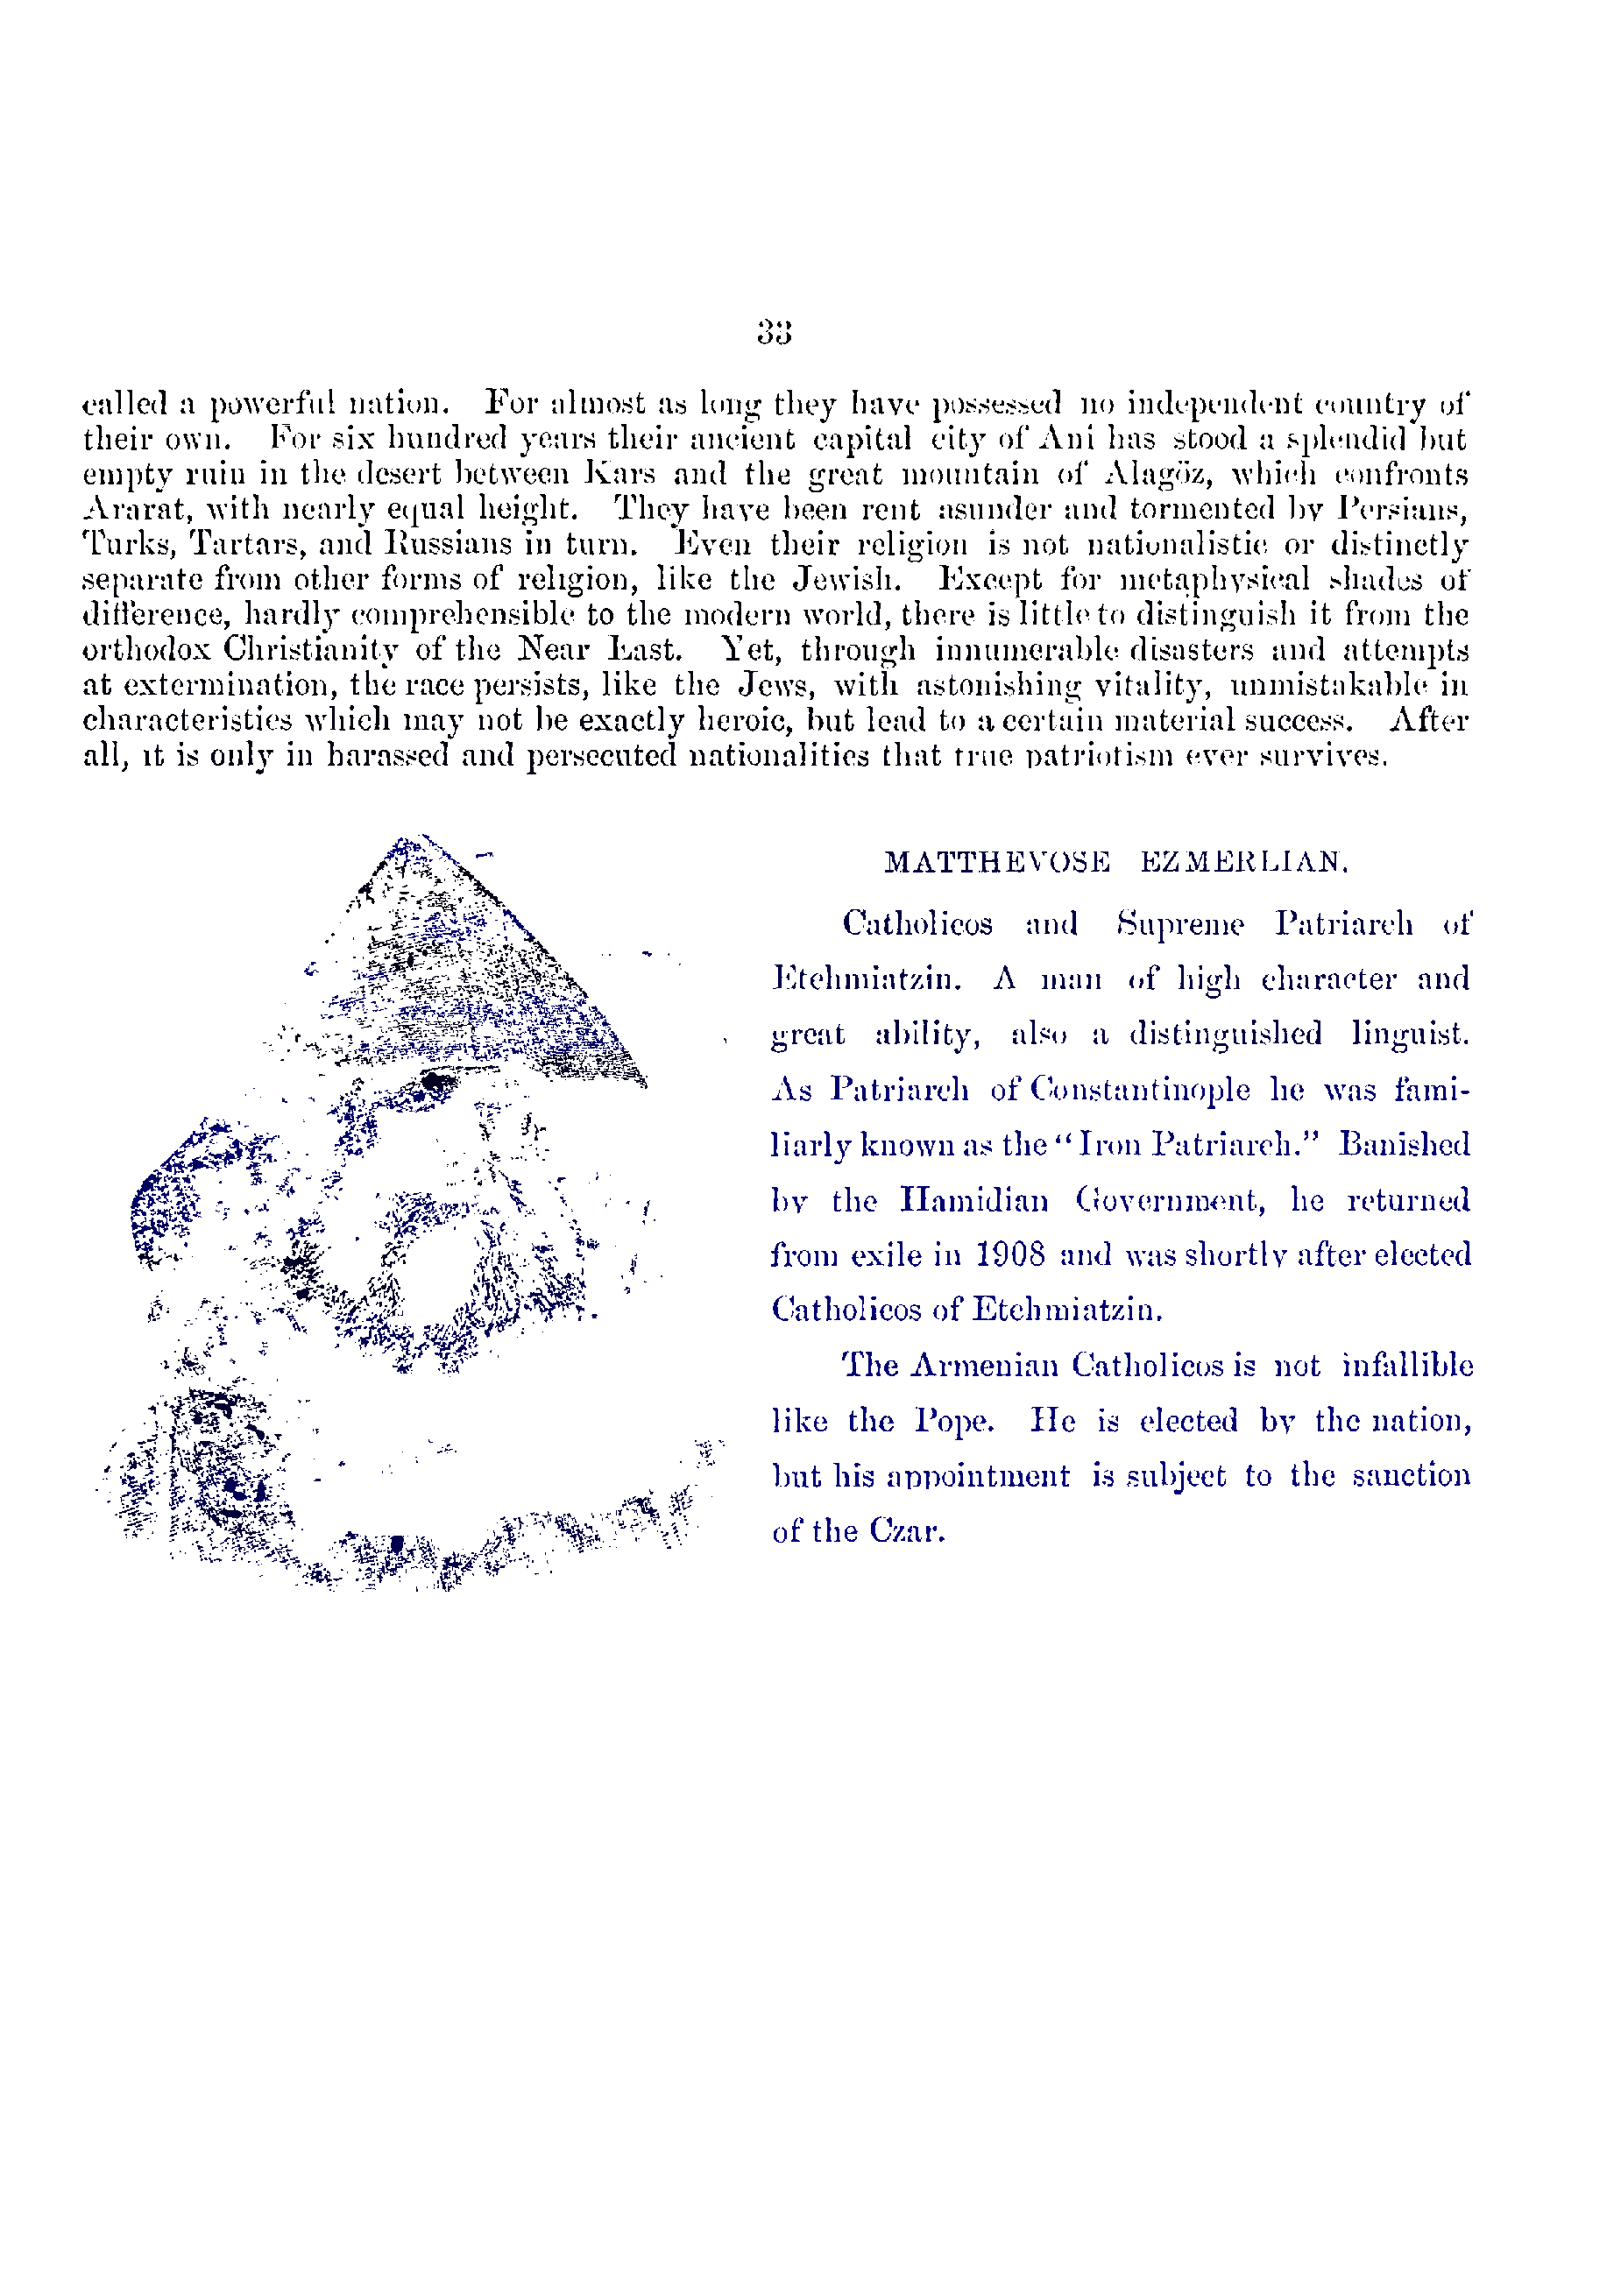 33
called a powerful nation. For almost as long they have possessed no independent country of
their own. For six hundred years their ancient capital city of Ani has stood a splendid but
empty ruin in the desert between Kars and the great mountain of Alagöz, which confronts
Ararat, with nearly equal height. They have been rent asunder and tormented by Persians,
Turks, Tartars, and Russians in turn. Even their religion is not nationalistic or distinctly
separate from other forms of religion, like the Jewish. Except for metaphysical shades of
difference, hardly comprehensible to the modern world, there is little to distinguish it from the
orthodox Christianity of the Near East. Yet, through innumerable disasters and attempts
at extermination, the race persists, like the Jews, with astonishing vitality, unmistakable in
characteristics which may not be exactly heroic, but lead to a certain material success. After
all, it is only in harassed and persecuted nationalities that true patriotism ever survives.
MATTHEVOSE EZMERLIAN.
Catholicos and Supreme Patriarch of
Etchmiatzin. A man of high character and
great ability, also a distinguished linguist.
As Patriarch of Constantinople he was fami-
liarly known as the "Iron Patriarch." Banished
by the Hamidian Government, he returned
from exile in 1908 and was shortly after elected
Catholicos of Etchmiatzin.
The Armenian Catholicos is not infallible
like the Pope. He is elected by the nation,
but his appointment is subject to the sanction
of the Czar.